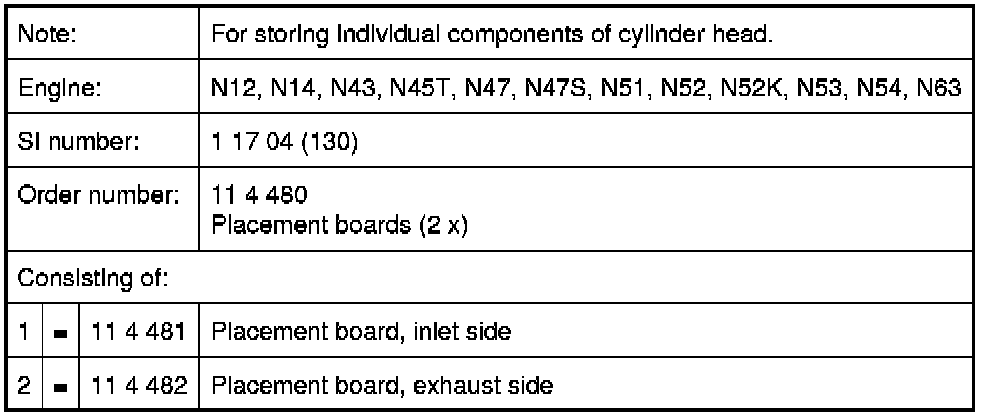 Note: For storing individual components of cylinder head.
Engine: N12, N14, N43, N45T, N47, N47S, N51, N52, N52K, N53, N54, N63
SI number: 1 17 04 (130)
Order number: 11 4 480
Placement boards (2 x)
Consisting of:
1 = 11 4 481 Placement board, inlet side
2 = 11 4 482 Placement board, exhaust side